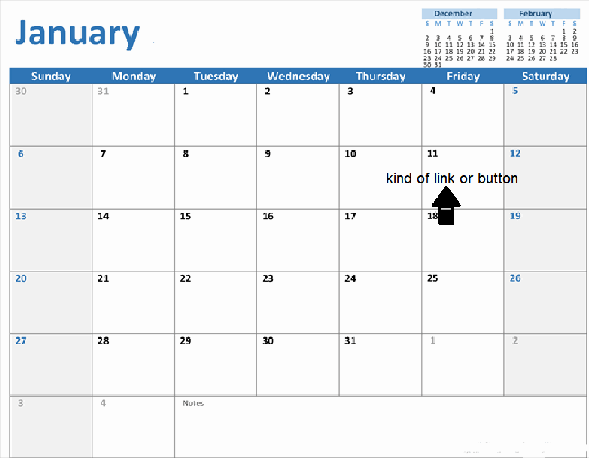 January
December February
S M T W T F S S M T W T F S
1 1 2
2 3 4 5 6 7 8 3 4 5 6 7 8 9
9 10 11 12 13 14 15 10 11 12 13 14 15 16
16 17 18 19 20 21 22 17 18 19 20 21 22 23
23 24 25 26 27 28 29 24 25 26 27 28
30 31
Sunday Monday Tuesday Wednesday Thursday Friday Saturday
30 31 1 2 3 4 5
6 7 8 9 10 11 12
kind of link or button
13 14 15 16 17 18 19
20 21 22 23 24 25 26
27 28 29 30 31 1 2
3 4 Notes